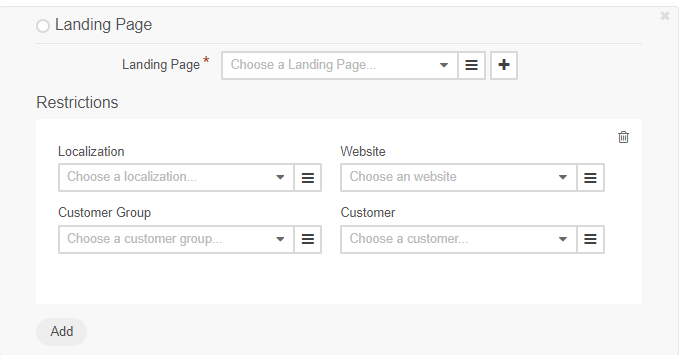 Landing Page
Landing Page * Choose a Landing Page...
Restrictions
Localization Website
Choose a localization... Choose an website
Customer Group Customer
Choose a customer group... Choose a customer...
Add